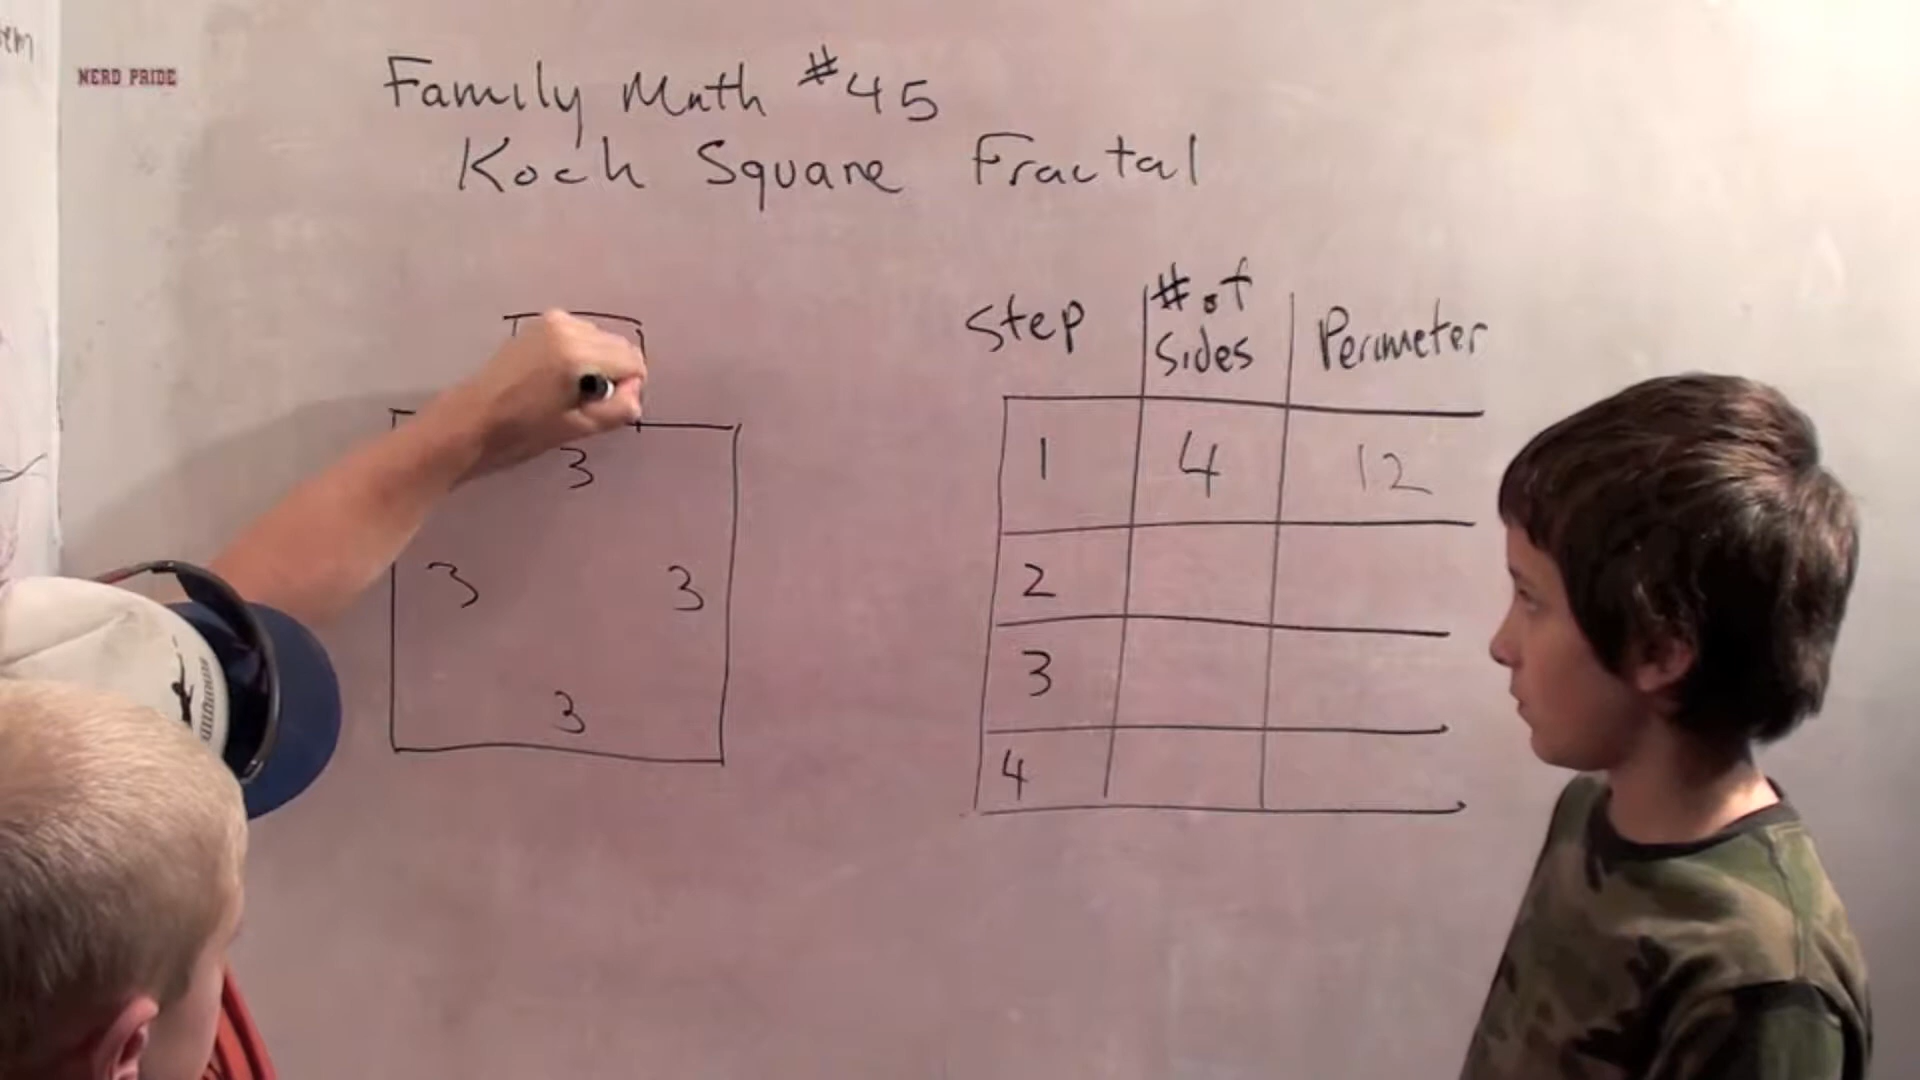 NERD PRIDE
Family Math #45
Koch Square Fractal
Step
# of Sides
Perimeter
1 4 12
2
3
4
3
3 3
3